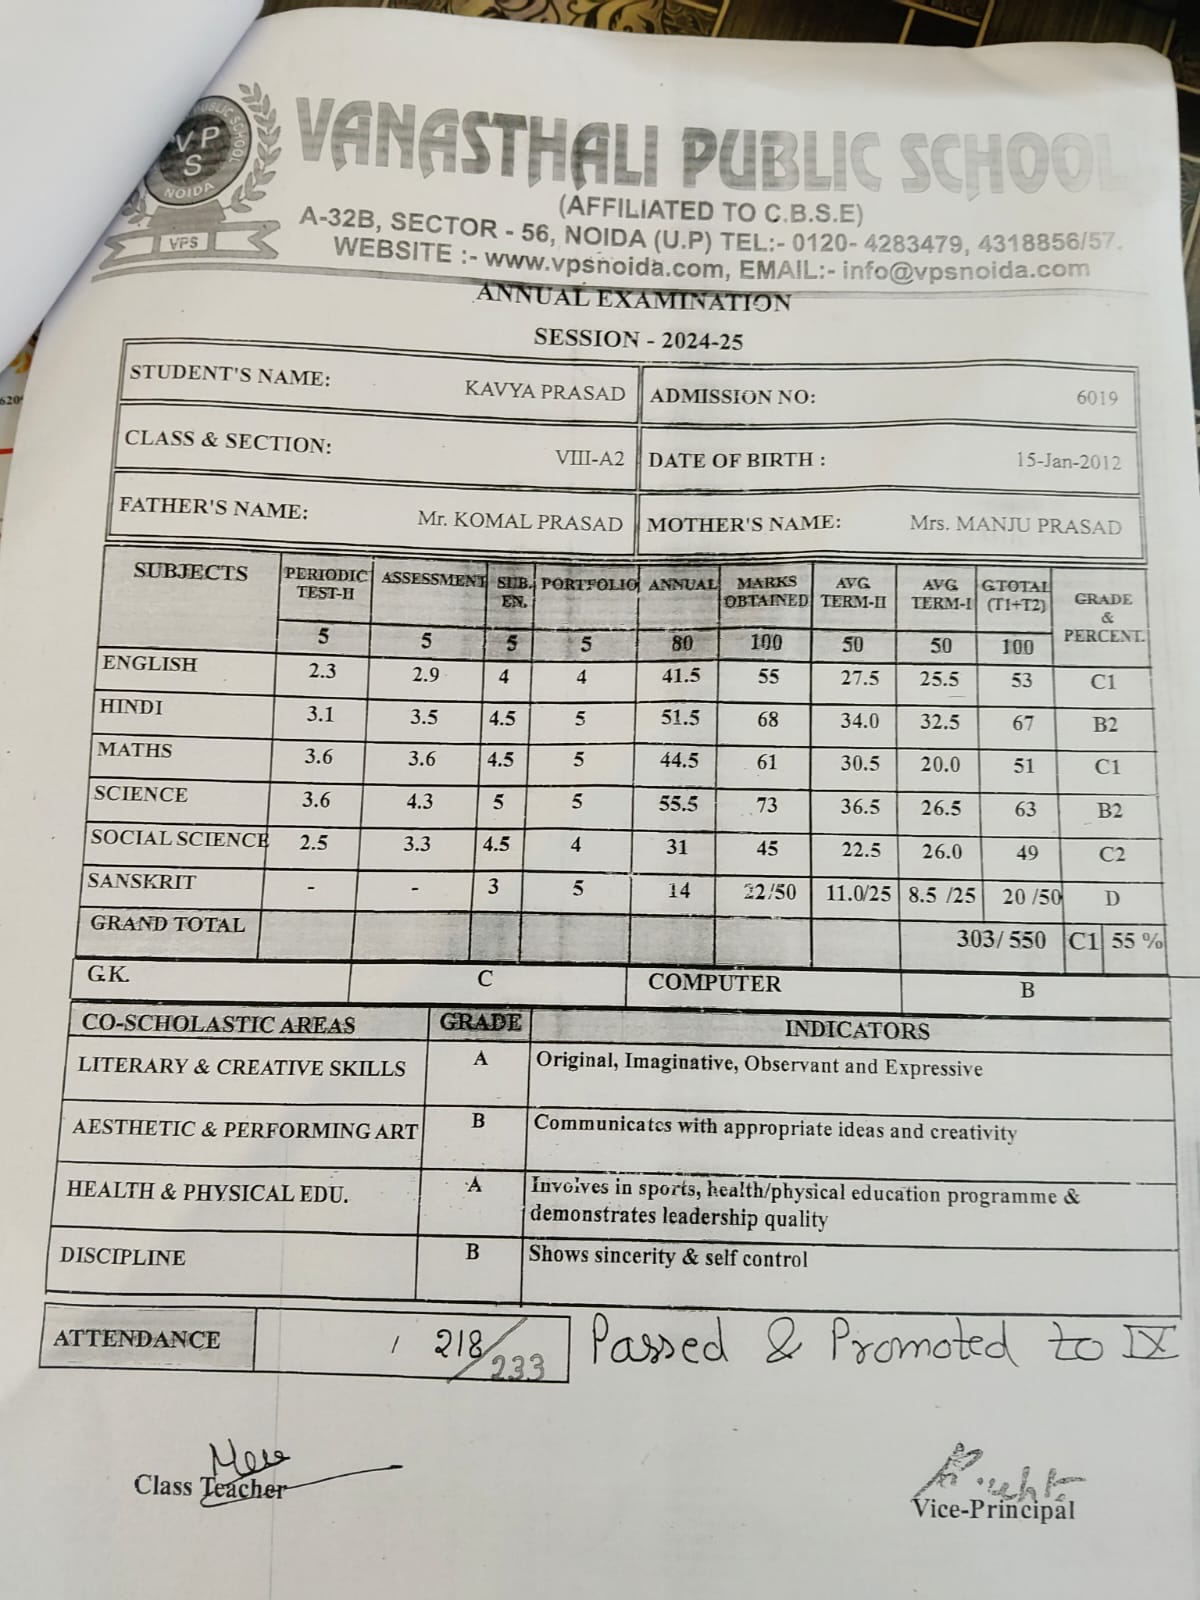 PUBLIC SCHOOL
VPS
NOIDA
VPS
VANASTHALI PUBLIC SCHOOL
(AFFILIATED TO C.B.S.E)
A-32B, SECTOR - 56, NOIDA (U.P) TEL:- 0120- 4283479, 4318856/57.
WEBSITE :- www.vpsnoida.com, EMAIL:- info@vpsnoida.com
ANNUAL EXAMINATION
SESSION - 2024-25
STUDENT'S NAME: KAVYA PRASAD ADMISSION NO: 6019
CLASS & SECTION: VIII-A2 DATE OF BIRTH : 15-Jan-2012
FATHER'S NAME: Mr. KOMAL PRASAD MOTHER'S NAME: Mrs. MANJU PRASAD
SUBJECTS PERIODIC TEST-II ASSESSMENT SUB. EN. PORTFOLIO ANNUAL MARKS OBTAINED AVG TERM-II AVG TERM-I GTOTAL (T1+T2) GRADE & PERCENT.
5 5 5 5 80 100 50 50 100
ENGLISH 2.3 2.9 4 4 41.5 55 27.5 25.5 53 C1
HINDI 3.1 3.5 4.5 5 51.5 68 34.0 32.5 67 B2
MATHS 3.6 3.6 4.5 5 44.5 61 30.5 20.0 51 C1
SCIENCE 3.6 4.3 5 5 55.5 73 36.5 26.5 63 B2
SOCIAL SCIENCE 2.5 3.3 4.5 4 31 45 22.5 26.0 49 C2
SANSKRIT - - 3 5 14 22/50 11.0/25 8.5 /25 20 /50 D
GRAND TOTAL 303/ 550 C1 55 %
G.K. C COMPUTER B
CO-SCHOLASTIC AREAS GRADE INDICATORS
LITERARY & CREATIVE SKILLS A Original, Imaginative, Observant and Expressive
AESTHETIC & PERFORMING ART B Communicates with appropriate ideas and creativity
HEALTH & PHYSICAL EDU. A Involves in sports, health/physical education programme &
demonstrates leadership quality
DISCIPLINE B Shows sincerity & self control
ATTENDANCE 218/233 Passed & Promoted to IX
Class Teacher
Vice-Principal